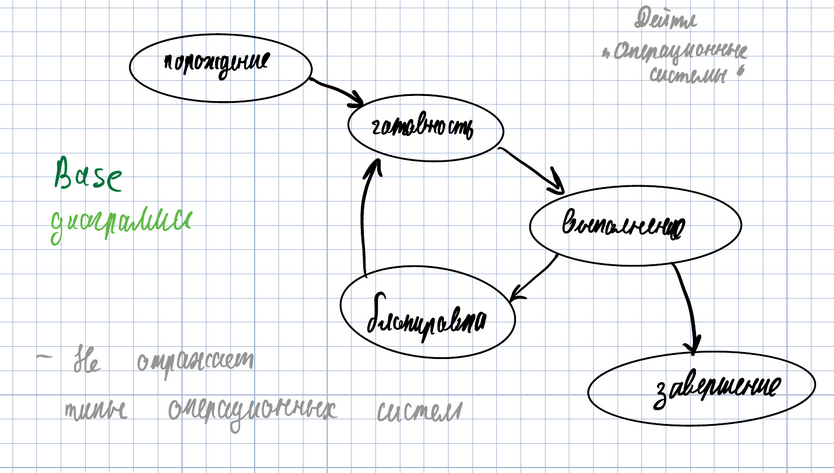 Дейтл
"Операционные
системы"
порождение
готовность
Base
диаграммы
выполнение
блокировка
- Не отражает
типы операционных систем
завершение